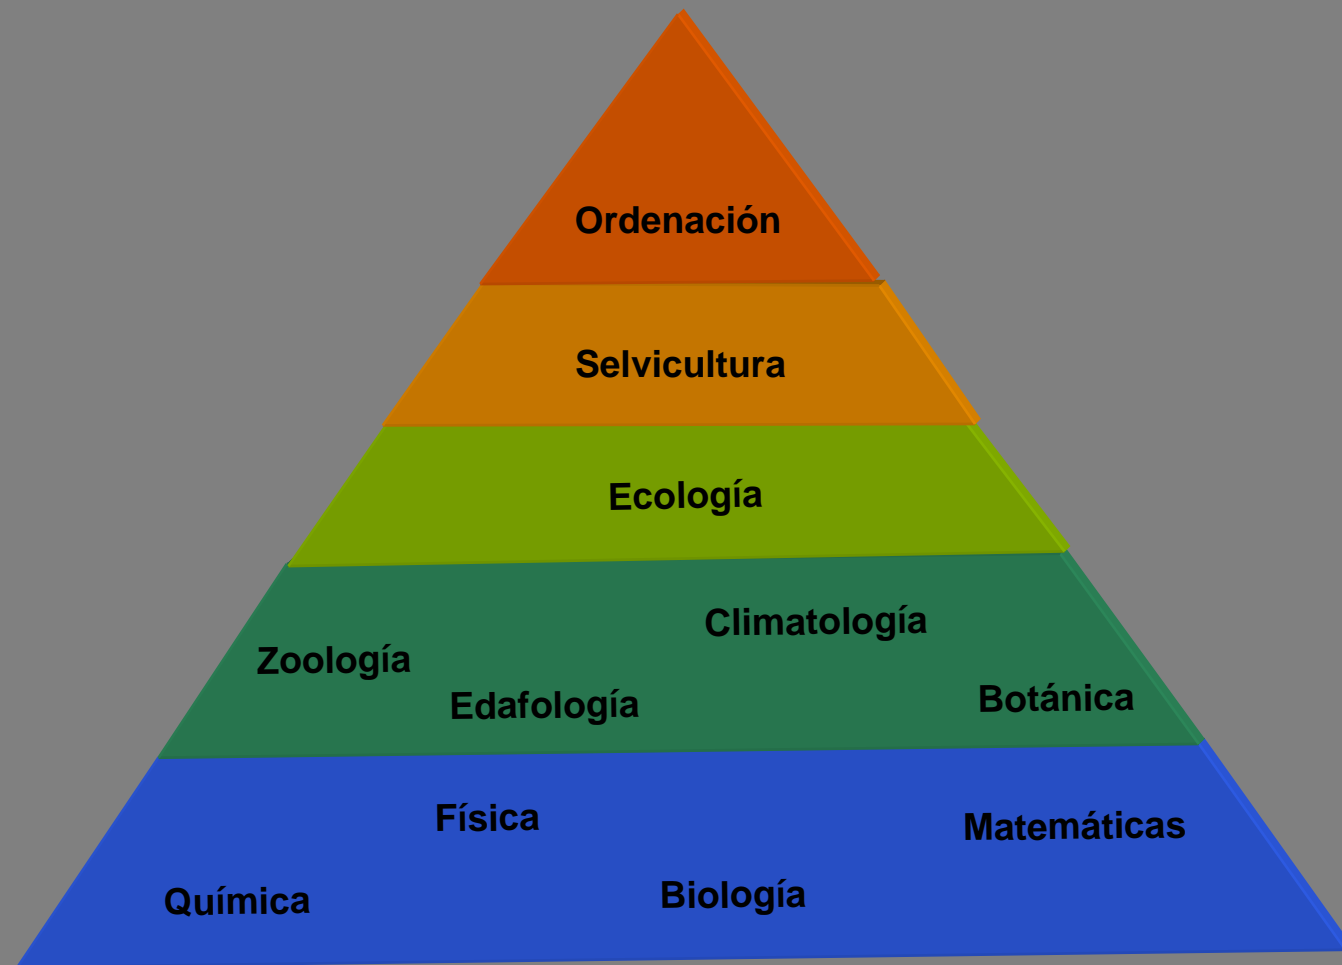 Ordenación
Selvicultura
Ecología
Climatología
Zoología
Edafología
Botánica
Física
Matemáticas
Química
Biología